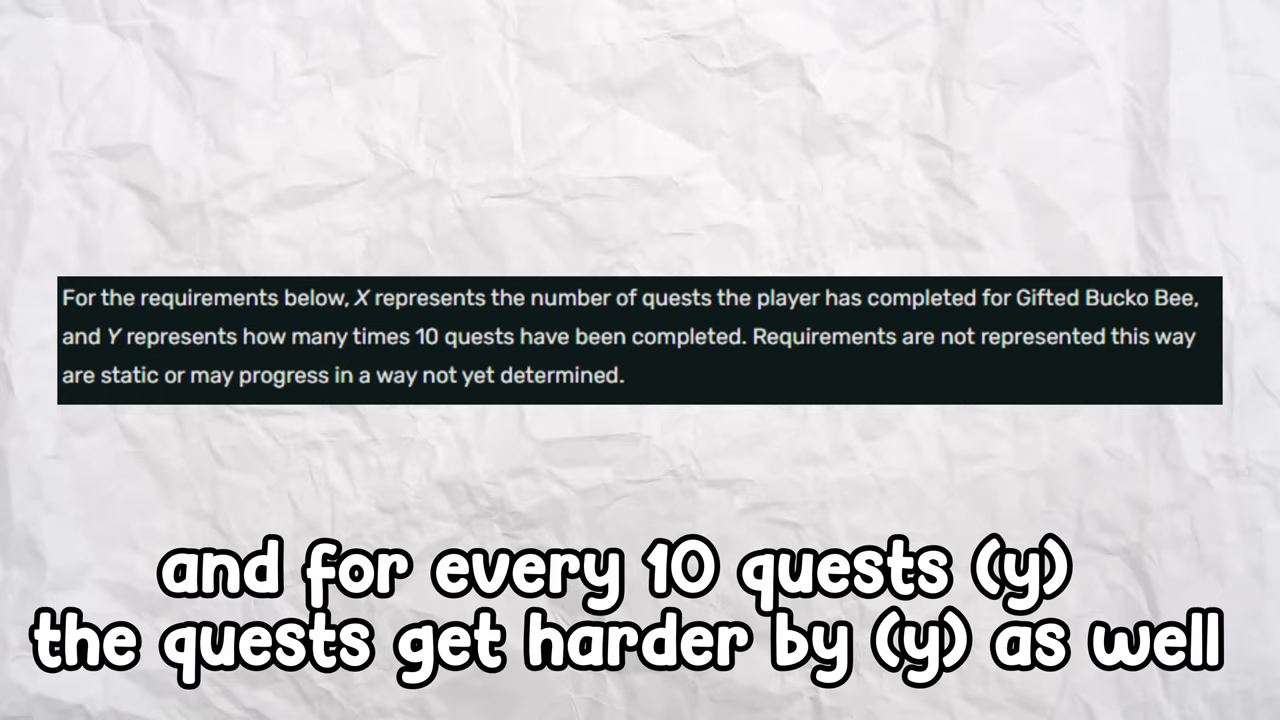 For the requirements below, X represents the number of quests the player has completed for Gifted Bucko Bee,
and Y represents how many times 10 quests have been completed. Requirements are not represented this way
are static or may progress in a way not yet determined.
and for every 10 quests (y)
the quests get harder by (y) as well